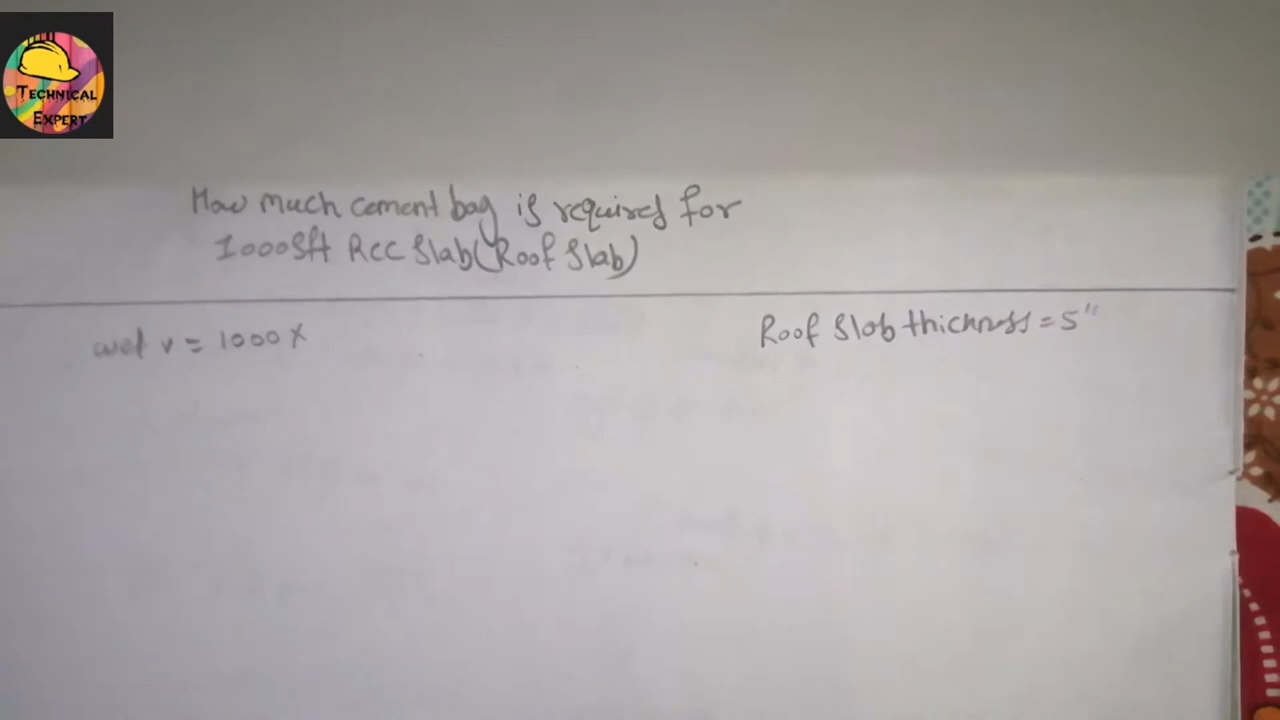 TECHNICAL
EXPERT
How much cement bag is required for
1000Sft Rcc Slab (Roof Slab)
wet v = 1000 X
Roof Slab thickness = 5"